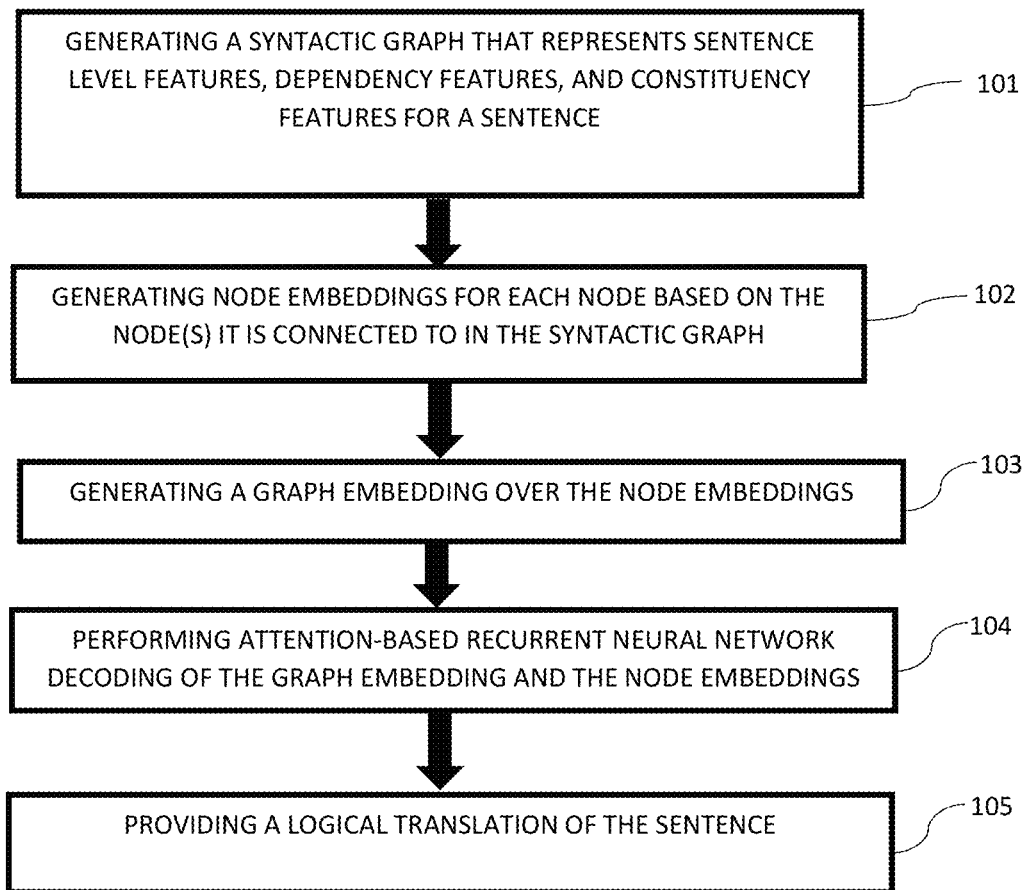 GENERATING A SYNTACTIC GRAPH THAT REPRESENTS SENTENCE
LEVEL FEATURES, DEPENDENCY FEATURES, AND CONSTITUENCY
FEATURES FOR A SENTENCE
101
GENERATING NODE EMBEDDINGS FOR EACH NODE BASED ON THE
NODE(S) IT IS CONNECTED TO IN THE SYNTACTIC GRAPH
102
GENERATING A GRAPH EMBEDDING OVER THE NODE EMBEDDINGS
103
PERFORMING ATTENTION-BASED RECURRENT NEURAL NETWORK
DECODING OF THE GRAPH EMBEDDING AND THE NODE EMBEDDINGS
104
PROVIDING A LOGICAL TRANSLATION OF THE SENTENCE
105